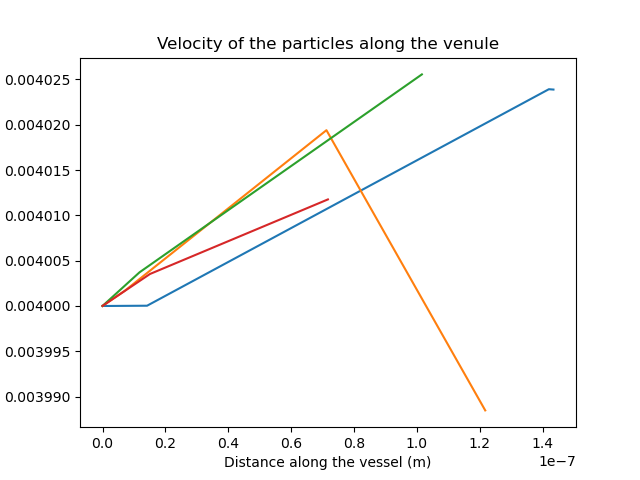 Velocity of the particles along the venule
0.004025
0.004020
0.004015
0.004010
0.004005
0.004000
0.003995
0.003990
0.0 0.2 0.4 0.6 0.8 1.0 1.2 1.4
1e−7
Distance along the vessel (m)